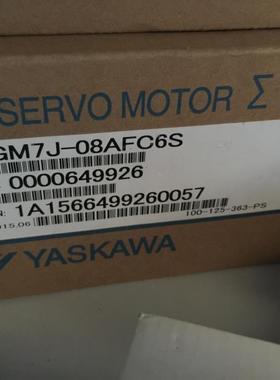 SERVO MOTOR Σ
GM7J-08AFC6S
0000649926
N: 1A1566499260057
015.06
100-125-363-PS
YASKAWA